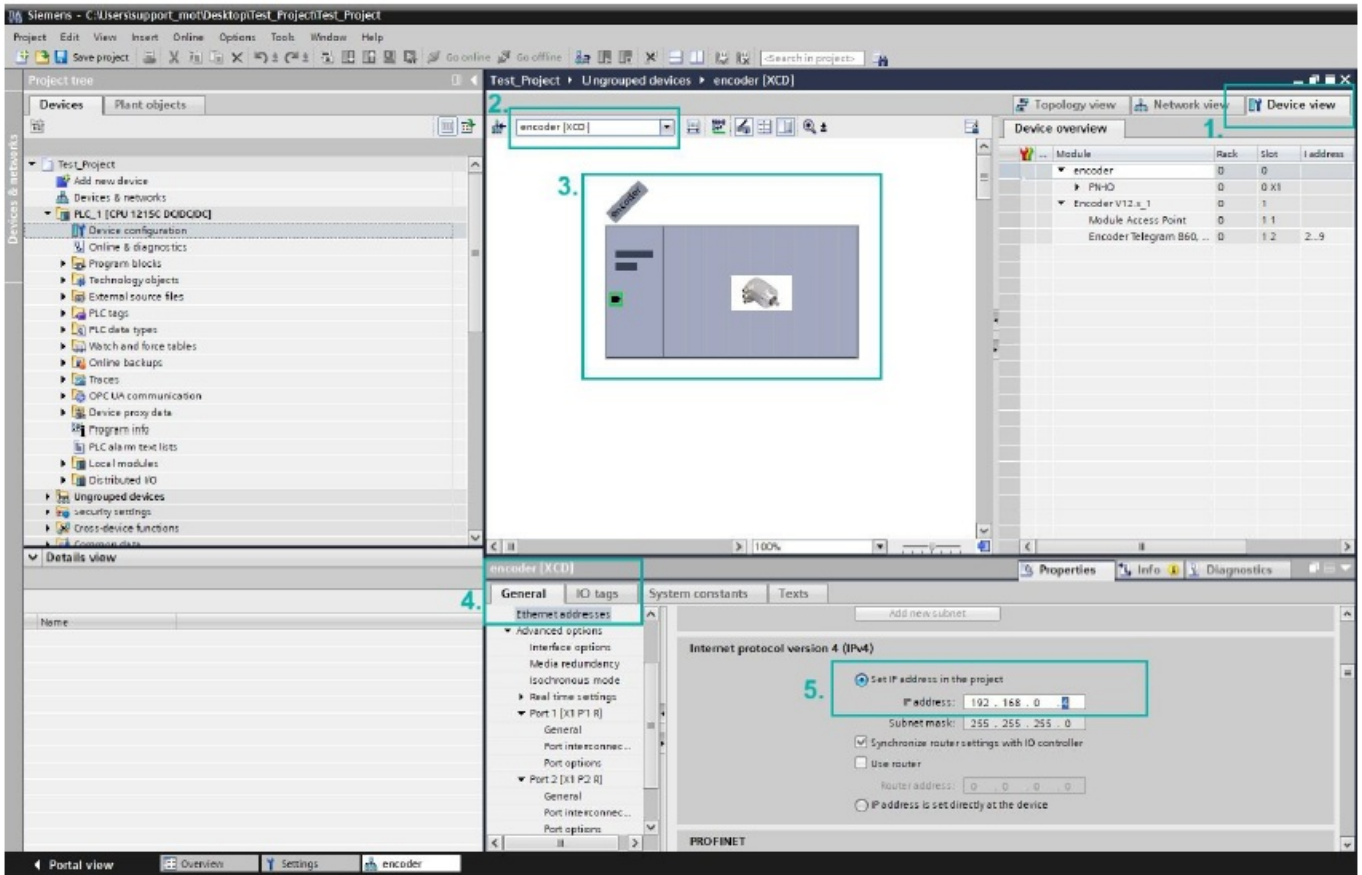 Siemens - C:\Users\support_mot\Desktop\Test_Project\Test_Project
Project Edit View Insert Online Options Tools Window Help
Save project Go online Go offline <Search in project>
Project tree
Test_Project Ungrouped devices encoder [XCD]
Devices Plant objects
2.
encoder [XCD]
Topology view Network view Device view
1.
Device overview
Devices & networks
... Module Rack Slot I address
encoder 0 0
PN-IO 0 0 X1
Encoder V12.x_1 0 1
Module Access Point 0 1 1
Encoder Telegram 860, ... 0 1 2 2...9
Test_Project
Add new device
Devices & networks
PLC_1 [CPU 1215C DC/DC/DC]
Device configuration
Online & diagnostics
Program blocks
Technology objects
External source files
PLC tags
PLC data types
Watch and force tables
Online backups
Traces
OPC UA communication
Device proxy data
Program info
PLC alarm text lists
Local modules
Distributed I/O
Ungrouped devices
Security settings
Cross-device functions
Common data
3.
encoder
100%
Details view
Name
encoder [XCD]
Properties Info Diagnostics
4.
General IO tags System constants Texts
Ethernet addresses
Advanced options
Interface options
Media redundancy
Isochronous mode
Real time settings
Port 1 [X1 P1 R]
General
Port interconnec...
Port options
Port 2 [X1 P2 R]
General
Port interconnec...
Port options
Add new subnet
Internet protocol version 4 (IPv4)
5.
Set IP address in the project
IP address: 192 . 168 . 0 . 4
Subnet mask: 255 . 255 . 255 . 0
Synchronize router settings with IO controller
Use router
Router address: 0 . 0 . 0 . 0
IP address is set directly at the device
PROFINET
Portal view Overview Settings encoder